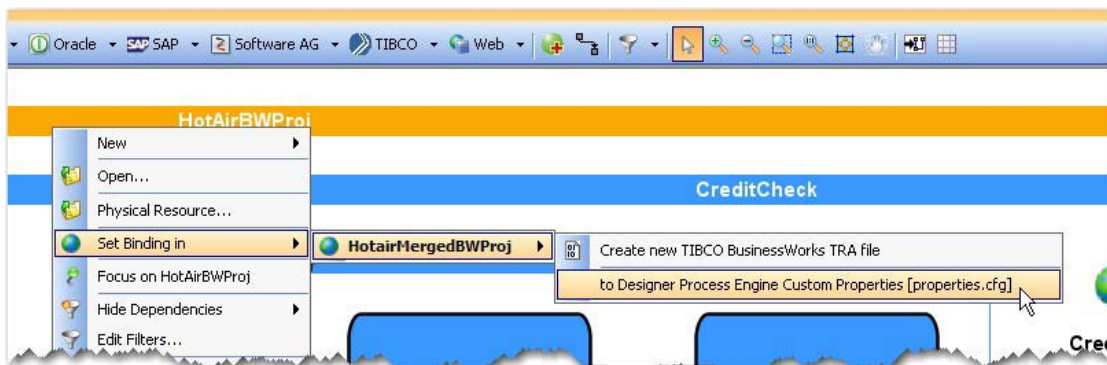 Oracle SAP Software AG TIBCO Web
HotAirBWProj
New
Open...
CreditCheck
Physical Resource...
Set Binding in
HotairMergedBWProj
Create new TIBCO BusinessWorks TRA file
Focus on HotAirBWProj
to Designer Process Engine Custom Properties [properties.cfg]
Hide Dependencies
Edit Filters...
Cred